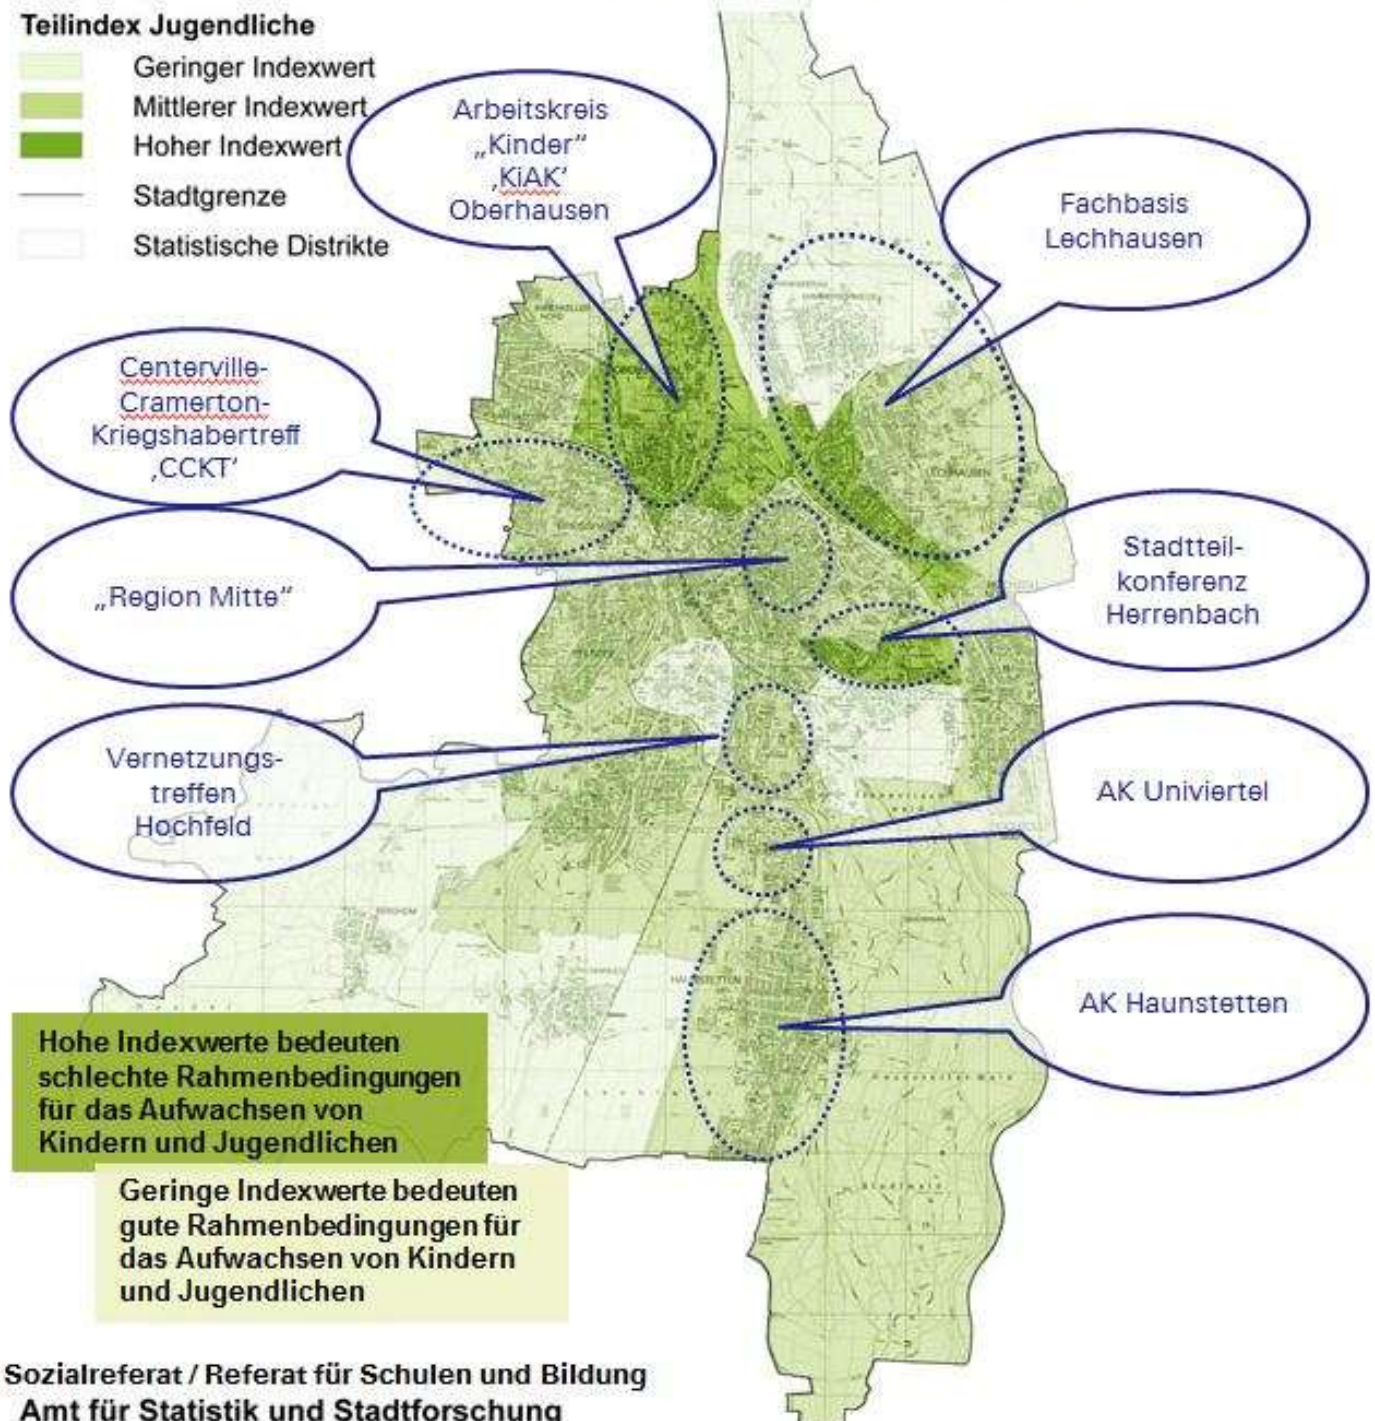 Teilindex Jugendliche
Geringer Indexwert
Mittlerer Indexwert
Hoher Indexwert
Stadtgrenze
Statistische Distrikte
Arbeitskreis
„Kinder“
‚KiAK’
Oberhausen
Fachbasis
Lechhausen
Centerville-
Cramerton-
Kriegshabertreff
‚CCKT’
„Region Mitte“
Stadtteil-
konferenz
Herrenbach
Vernetzungs-
treffen
Hochfeld
AK Univiertel
AK Haunstetten
HAUNSTETTEN
LECHHAUSEN
Hohe Indexwerte bedeuten
schlechte Rahmenbedingungen
für das Aufwachsen von
Kindern und Jugendlichen
Geringe Indexwerte bedeuten
gute Rahmenbedingungen für
das Aufwachsen von Kindern
und Jugendlichen
Sozialreferat / Referat für Schulen und Bildung
Amt für Statistik und Stadtforschung